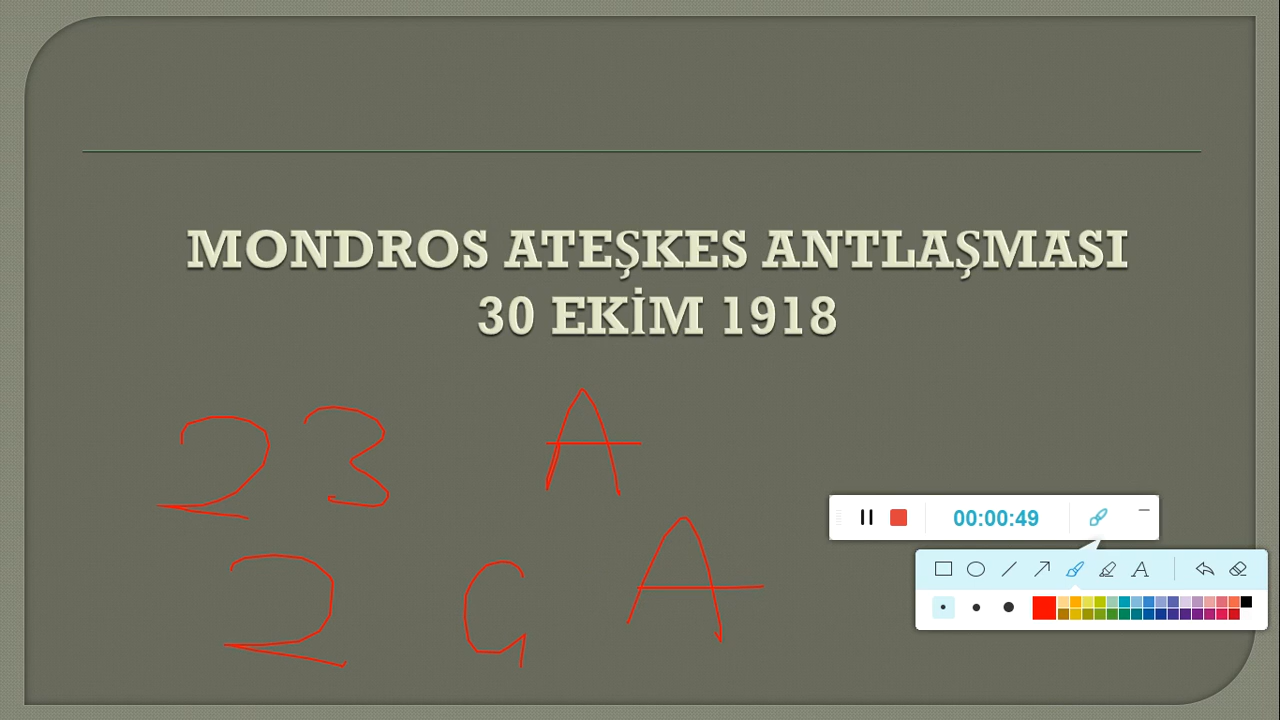 MONDROS ATEŞKES ANTLAŞMASI
30 EKİM 1918
23 A
2 G A
00:00:49